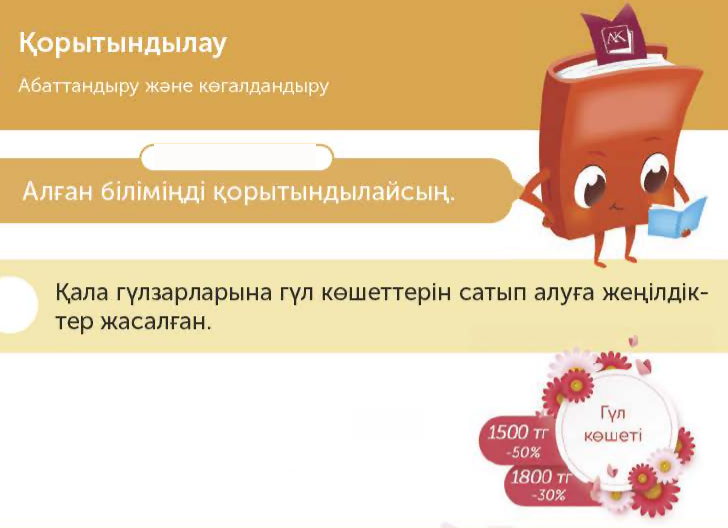 Қорытындылау
Абаттандыру және көгалдандыру
ЛК
Алған біліміңді қорытындылайсың.
Қала гүлзарларына гүл көшеттерін сатып алуға жеңілдік-
тер жасалған.
Гүл
көшеті
1500 тг
-50%
1800 тг
-30%